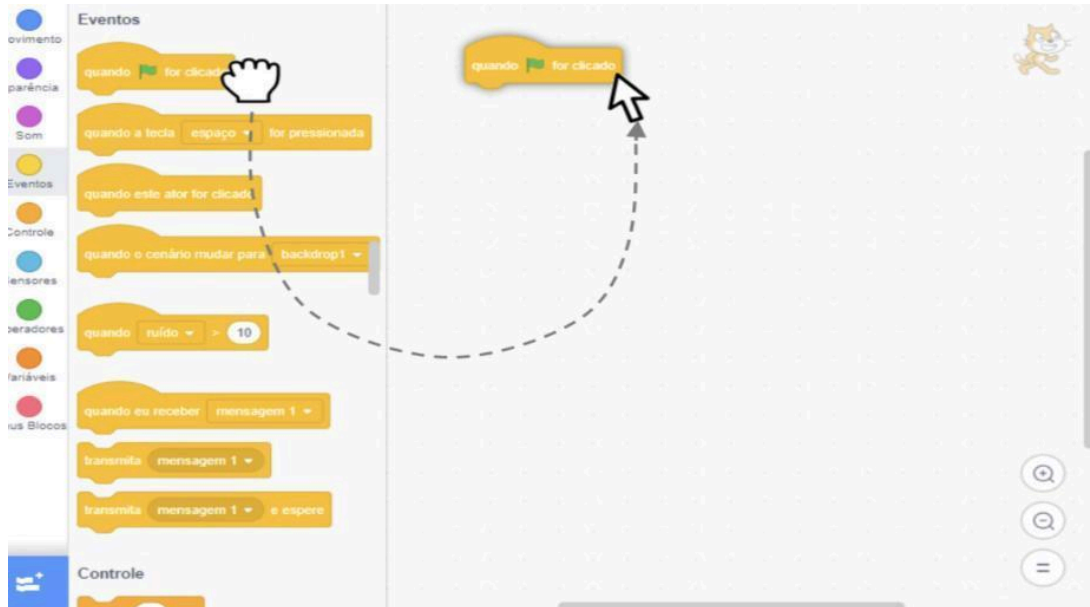 ovimento
parência
Som
Eventos
Controle
ensores
peradores
Variáveis
us Blocos
Eventos
quando for clicado
quando a tecla espaço for pressionada
quando este ator for clicado
quando o cenário mudar para backdrop1
quando ruído > 10
quando eu receber mensagem 1
transmita mensagem 1
transmita mensagem 1 e espere
Controle
quando for clicado